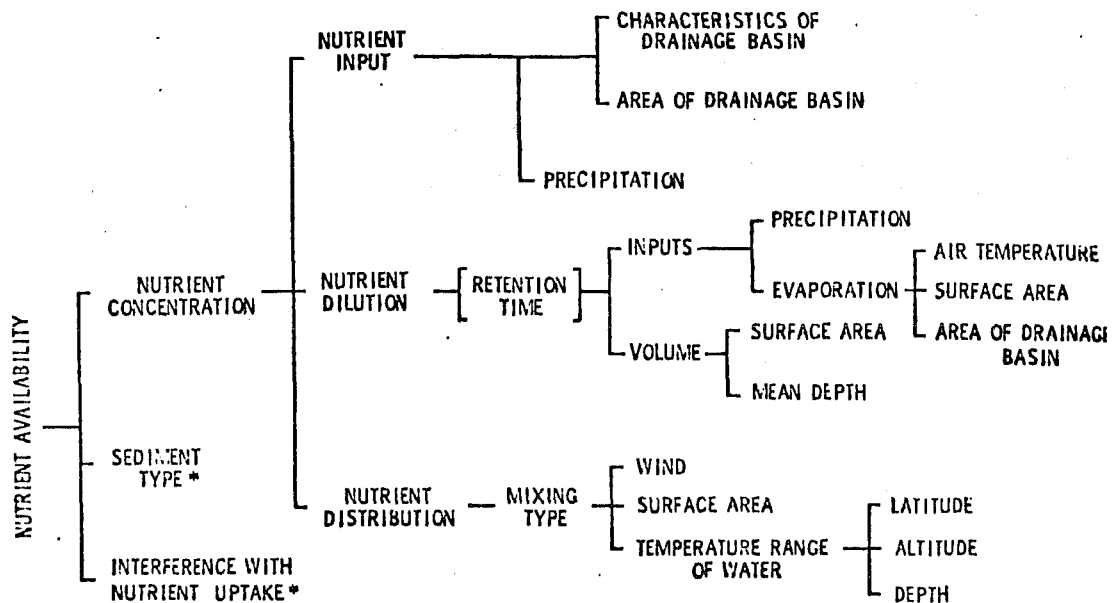 CHARACTERISTICS OF
DRAINAGE BASIN
NUTRIENT
INPUT
AREA OF DRAINAGE BASIN
PRECIPITATION
PRECIPITATION
INPUTS
AIR TEMPERATURE
NUTRIENT
CONCENTRATION
NUTRIENT
DILUTION
RETENTION
TIME
EVAPORATION
SURFACE AREA
VOLUME
SURFACE AREA
AREA OF DRAINAGE
BASIN
MEAN DEPTH
NUTRIENT AVAILABILITY
SEDIMENT
TYPE*
WIND
NUTRIENT
DISTRIBUTION
MIXING
TYPE
SURFACE AREA
LATITUDE
TEMPERATURE RANGE
OF WATER
ALTITUDE
INTERFERENCE WITH
NUTRIENT UPTAKE*
DEPTH